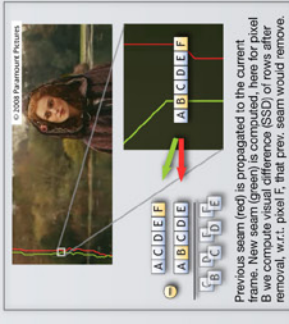 © 2008 Paramount Pictures
A B C D E F
A C D E F
A B C D E
Previous seam (red) is propagated to the current
frame. New seam (green) is computed, here for pixel
B we compute visual difference (SSD) of rows after
removal, w.r.t. pixel F, that prev. seam would remove.